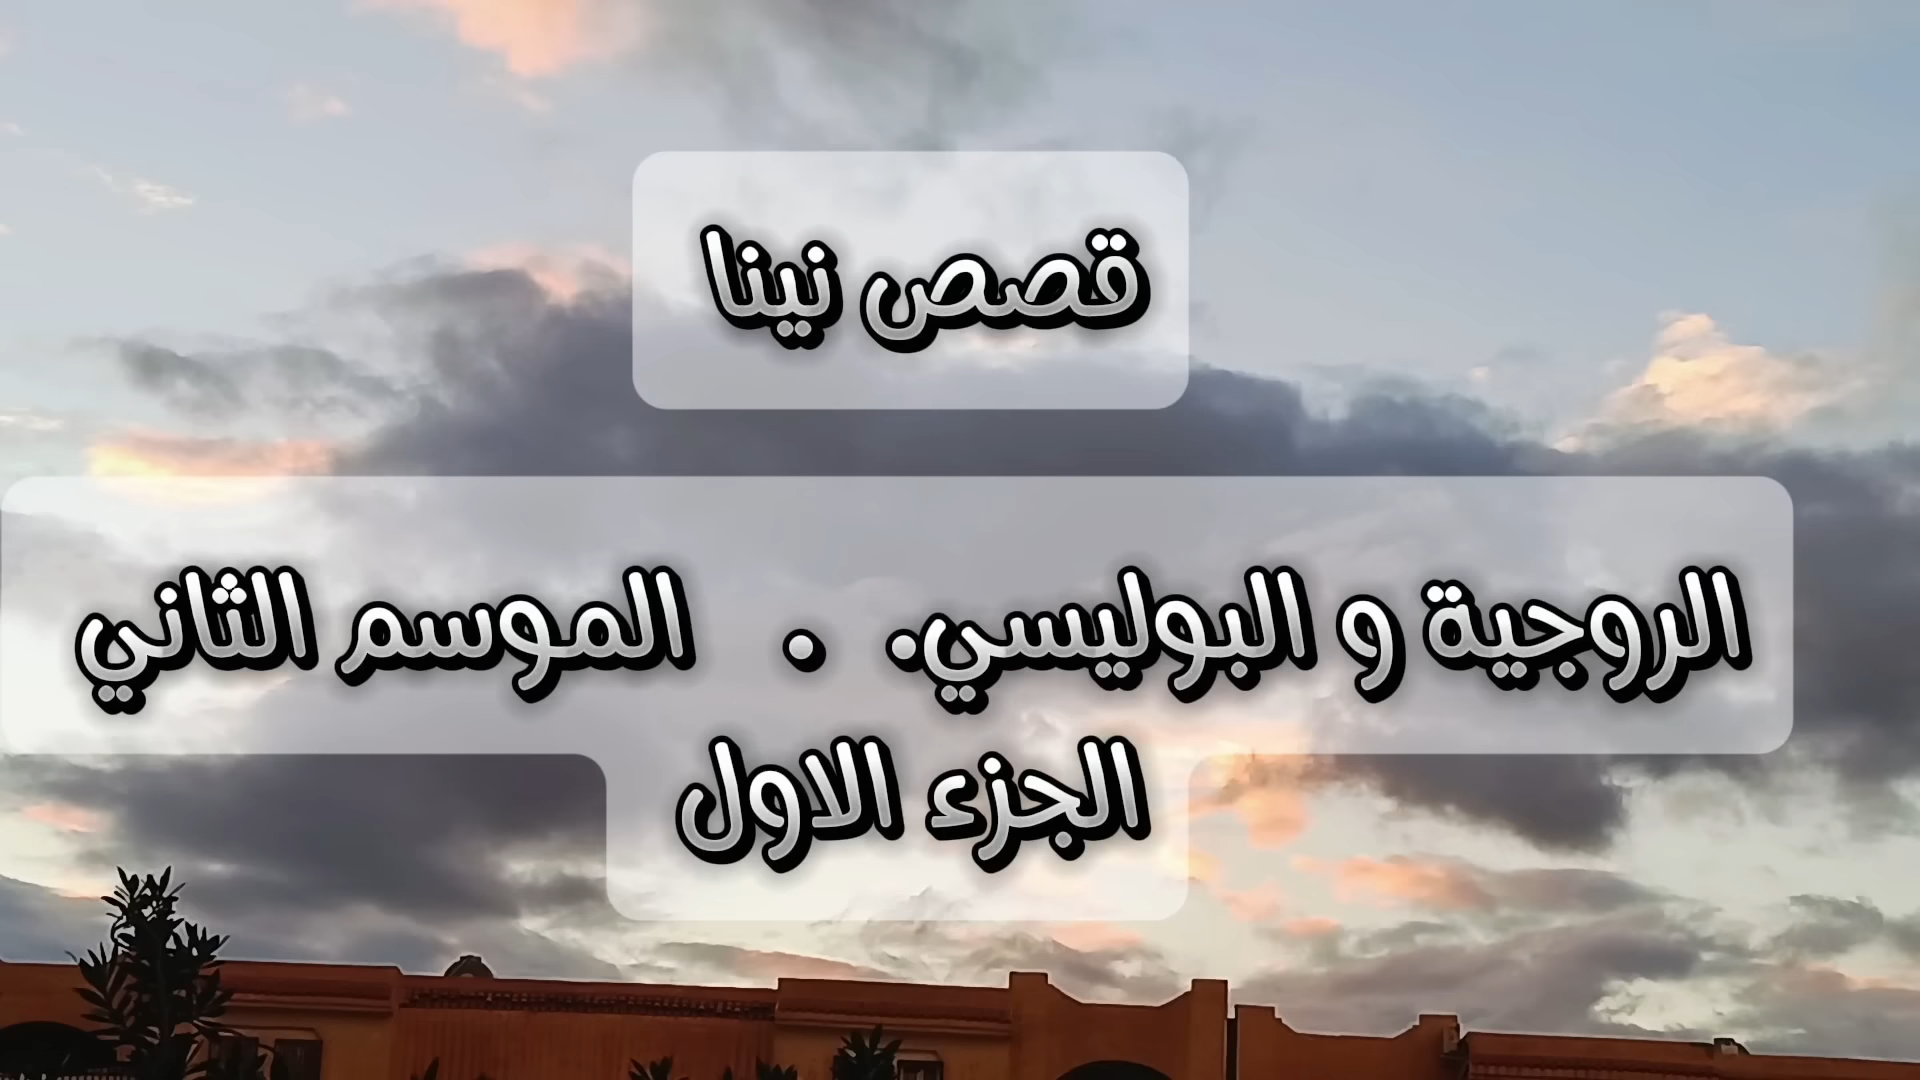 قصص نينا
الروجية و البوليسي. . الموسم الثاني
الجزء الاول